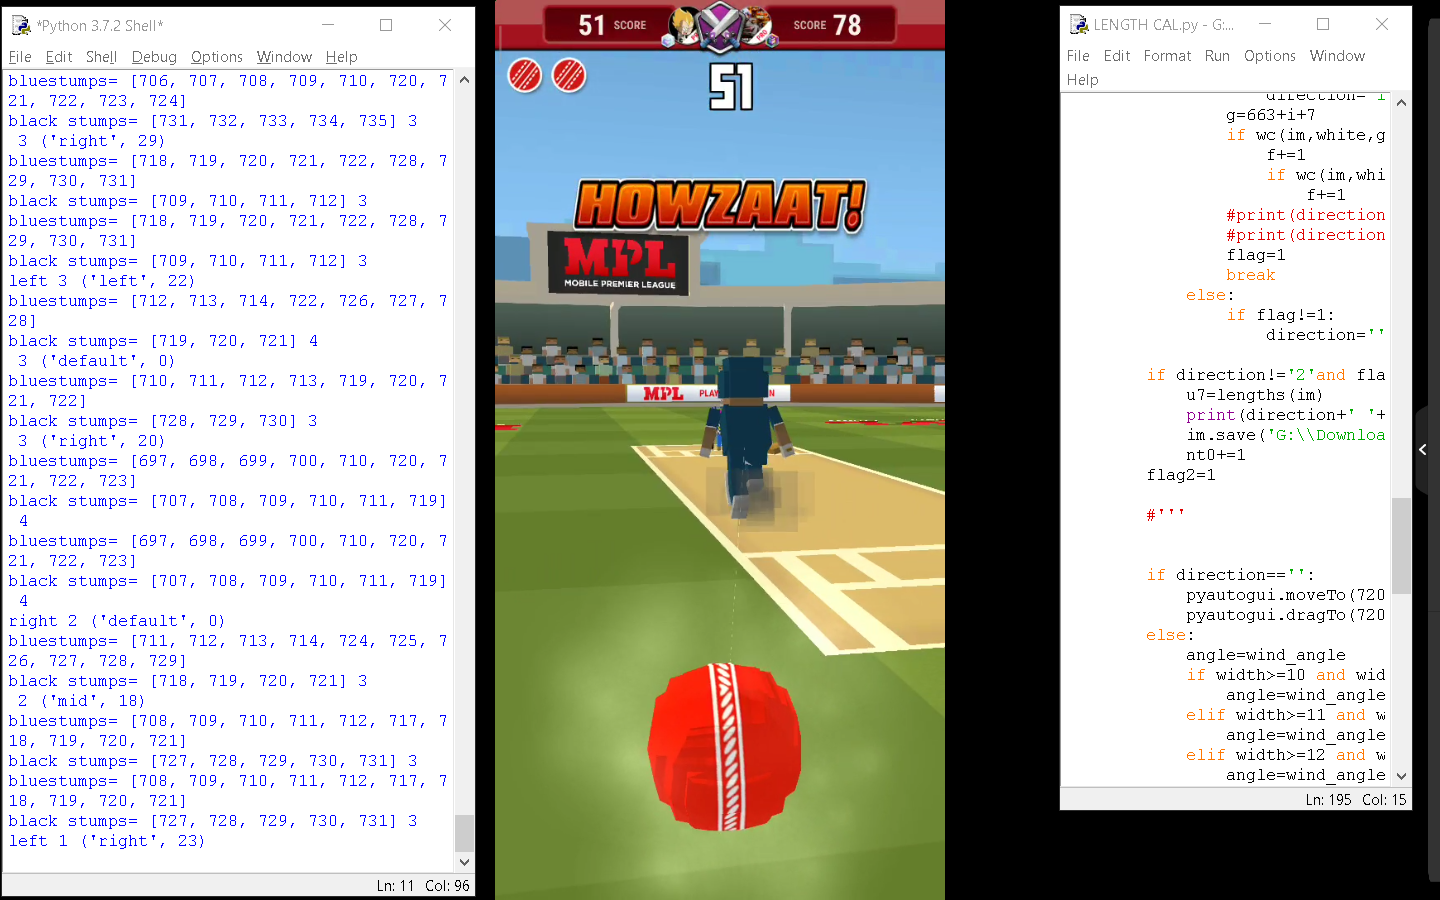 *Python 3.7.2 Shell*
File Edit Shell Debug Options Window Help
bluestumps= [706, 707, 708, 709, 710, 720, 7
21, 722, 723, 724]
black stumps= [731, 732, 733, 734, 735] 3
3 ('right', 29)
bluestumps= [718, 719, 720, 721, 722, 728, 7
29, 730, 731]
black stumps= [709, 710, 711, 712] 3
bluestumps= [718, 719, 720, 721, 722, 728, 7
29, 730, 731]
black stumps= [709, 710, 711, 712] 3
left 3 ('left', 22)
bluestumps= [712, 713, 714, 722, 726, 727, 7
28]
black stumps= [719, 720, 721] 4
3 ('default', 0)
bluestumps= [710, 711, 712, 713, 719, 720, 7
21, 722]
black stumps= [728, 729, 730] 3
3 ('right', 20)
bluestumps= [697, 698, 699, 700, 710, 720, 7
21, 722, 723]
black stumps= [707, 708, 709, 710, 711, 719]
4
bluestumps= [697, 698, 699, 700, 710, 720, 7
21, 722, 723]
black stumps= [707, 708, 709, 710, 711, 719]
4
right 2 ('default', 0)
bluestumps= [711, 712, 713, 714, 724, 725, 7
26, 727, 728, 729]
black stumps= [718, 719, 720, 721] 3
2 ('mid', 18)
bluestumps= [708, 709, 710, 711, 712, 717, 7
18, 719, 720, 721]
black stumps= [727, 728, 729, 730, 731] 3
bluestumps= [708, 709, 710, 711, 712, 717, 7
18, 719, 720, 721]
black stumps= [727, 728, 729, 730, 731] 3
left 1 ('right', 23)
Ln: 11 Col: 96
51 SCORE SCORE 78
51
HOWZAAT!
MPL
MOBILE PREMIER LEAGUE
MPL
LENGTH CAL.py - G:...
File Edit Format Run Options Window
Help
direction='i
g=663+i+7
if wc(im,white,g
f+=1
if wc(im,whi
f+=1
#print(direction
#print(direction
flag=1
break
else:
if flag!=1:
direction=''
if direction!='2'and fla
u7=lengths(im)
print(direction+' '+
im.save('G:\\Downloa
nt0+=1
flag2=1
#'''
if direction=='':
pyautogui.moveTo(720
pyautogui.dragTo(720
else:
angle=wind_angle
if width>=10 and wid
angle=wind_angle
elif width>=11 and w
angle=wind_angle
elif width>=12 and w
angle=wind_angle
Ln: 195 Col: 15